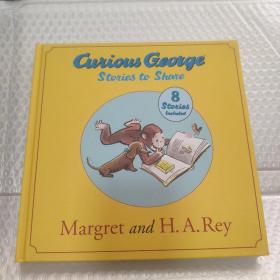 Curious George
Stories to Share
8
Stories
Included!
Margret and H. A. Rey